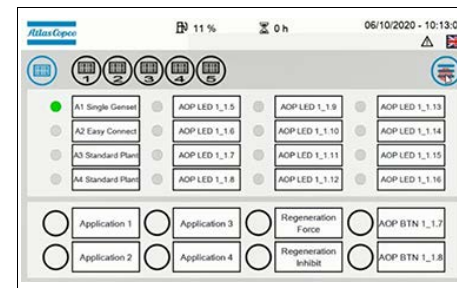 Atlas Copco
11 %
0 h
06/10/2020 - 10:13:0
1
2
3
4
5
A1 Single Genset
AOP LED 1_1.5
AOP LED 1_1.9
AOP LED 1_1.13
A2 Easy Connect
AOP LED 1_1.6
AOP LED 1_1.10
AOP LED 1_1.14
A3 Standard Plant
AOP LED 1_1.7
AOP LED 1_1.11
AOP LED 1_1.15
A4 Standard Plant
AOP LED 1_1.8
AOP LED 1_1.12
AOP LED 1_1.16
Application 1
Application 3
Regeneration
Force
AOP BTN 1_1.7
Application 2
Application 4
Regeneration
Inhibit
AOP BTN 1_1.8